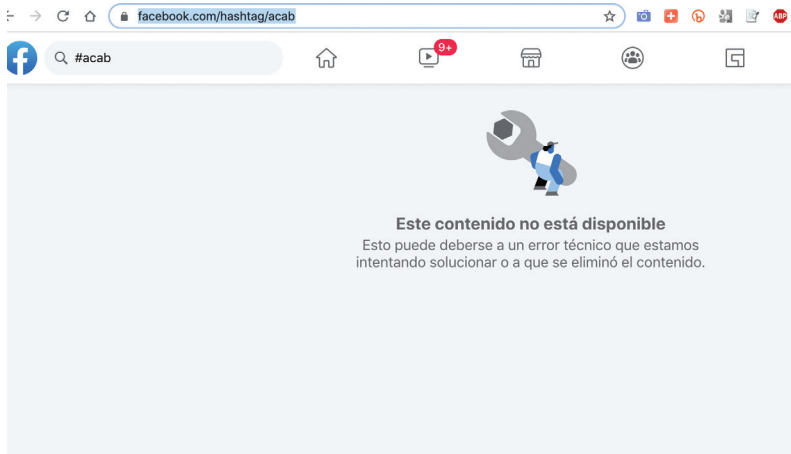 facebook.com/hashtag/acab
ABP
#acab
9+
Este contenido no está disponible
Esto puede deberse a un error técnico que estamos
intentando solucionar o a que se eliminó el contenido.